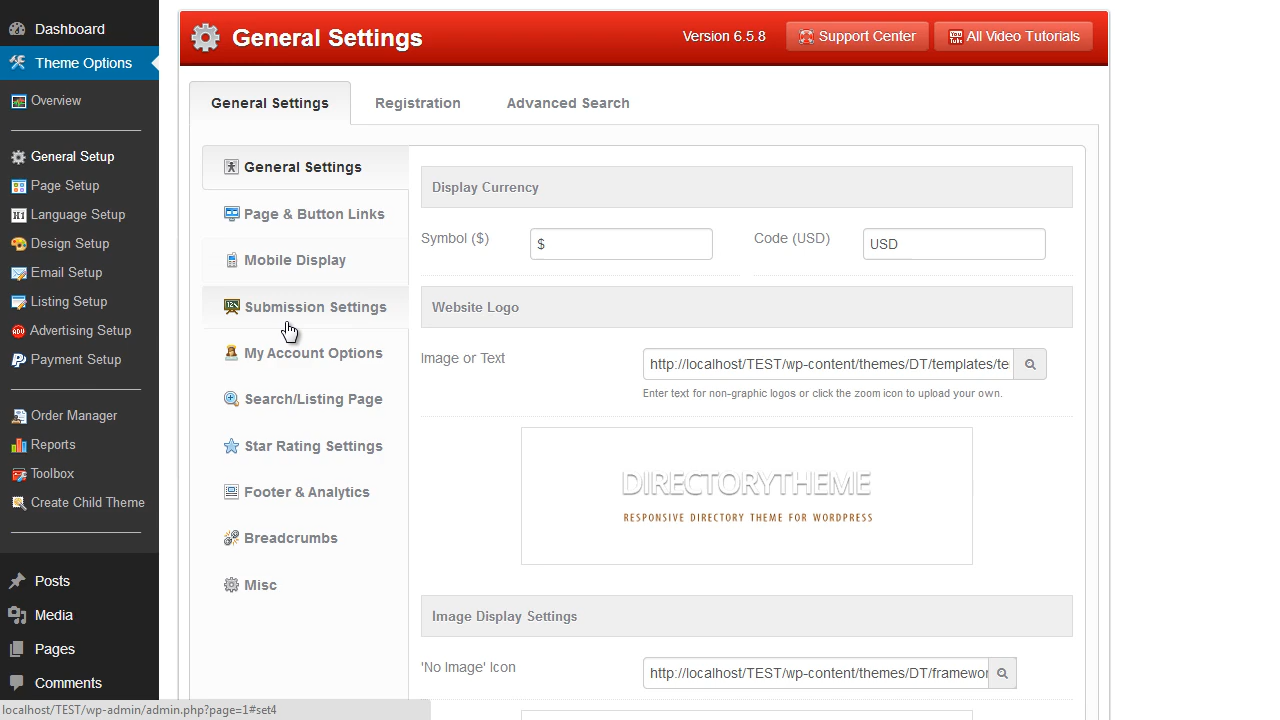 Dashboard
Theme Options
Overview
General Setup
Page Setup
H1 Language Setup
Design Setup
Email Setup
Listing Setup
Advertising Setup
Payment Setup
Order Manager
Reports
Toolbox
Create Child Theme
Posts
Media
Pages
Comments
General Settings
Version 6.5.8
Support Center
You Tube All Video Tutorials
General Settings
Registration
Advanced Search
General Settings
Page & Button Links
Mobile Display
Submission Settings
My Account Options
Search/Listing Page
Star Rating Settings
Footer & Analytics
Breadcrumbs
Misc
Display Currency
Symbol ($)
$
Code (USD)
USD
Website Logo
Image or Text
http://localhost/TEST/wp-content/themes/DT/templates/te
Enter text for non-graphic logos or click the zoom icon to upload your own.
DIRECTORYTHEME
RESPONSIVE DIRECTORY THEME FOR WORDPRESS
Image Display Settings
'No Image' Icon
http://localhost/TEST/wp-content/themes/DT/framewor
localhost/TEST/wp-admin/admin.php?page=1#set4